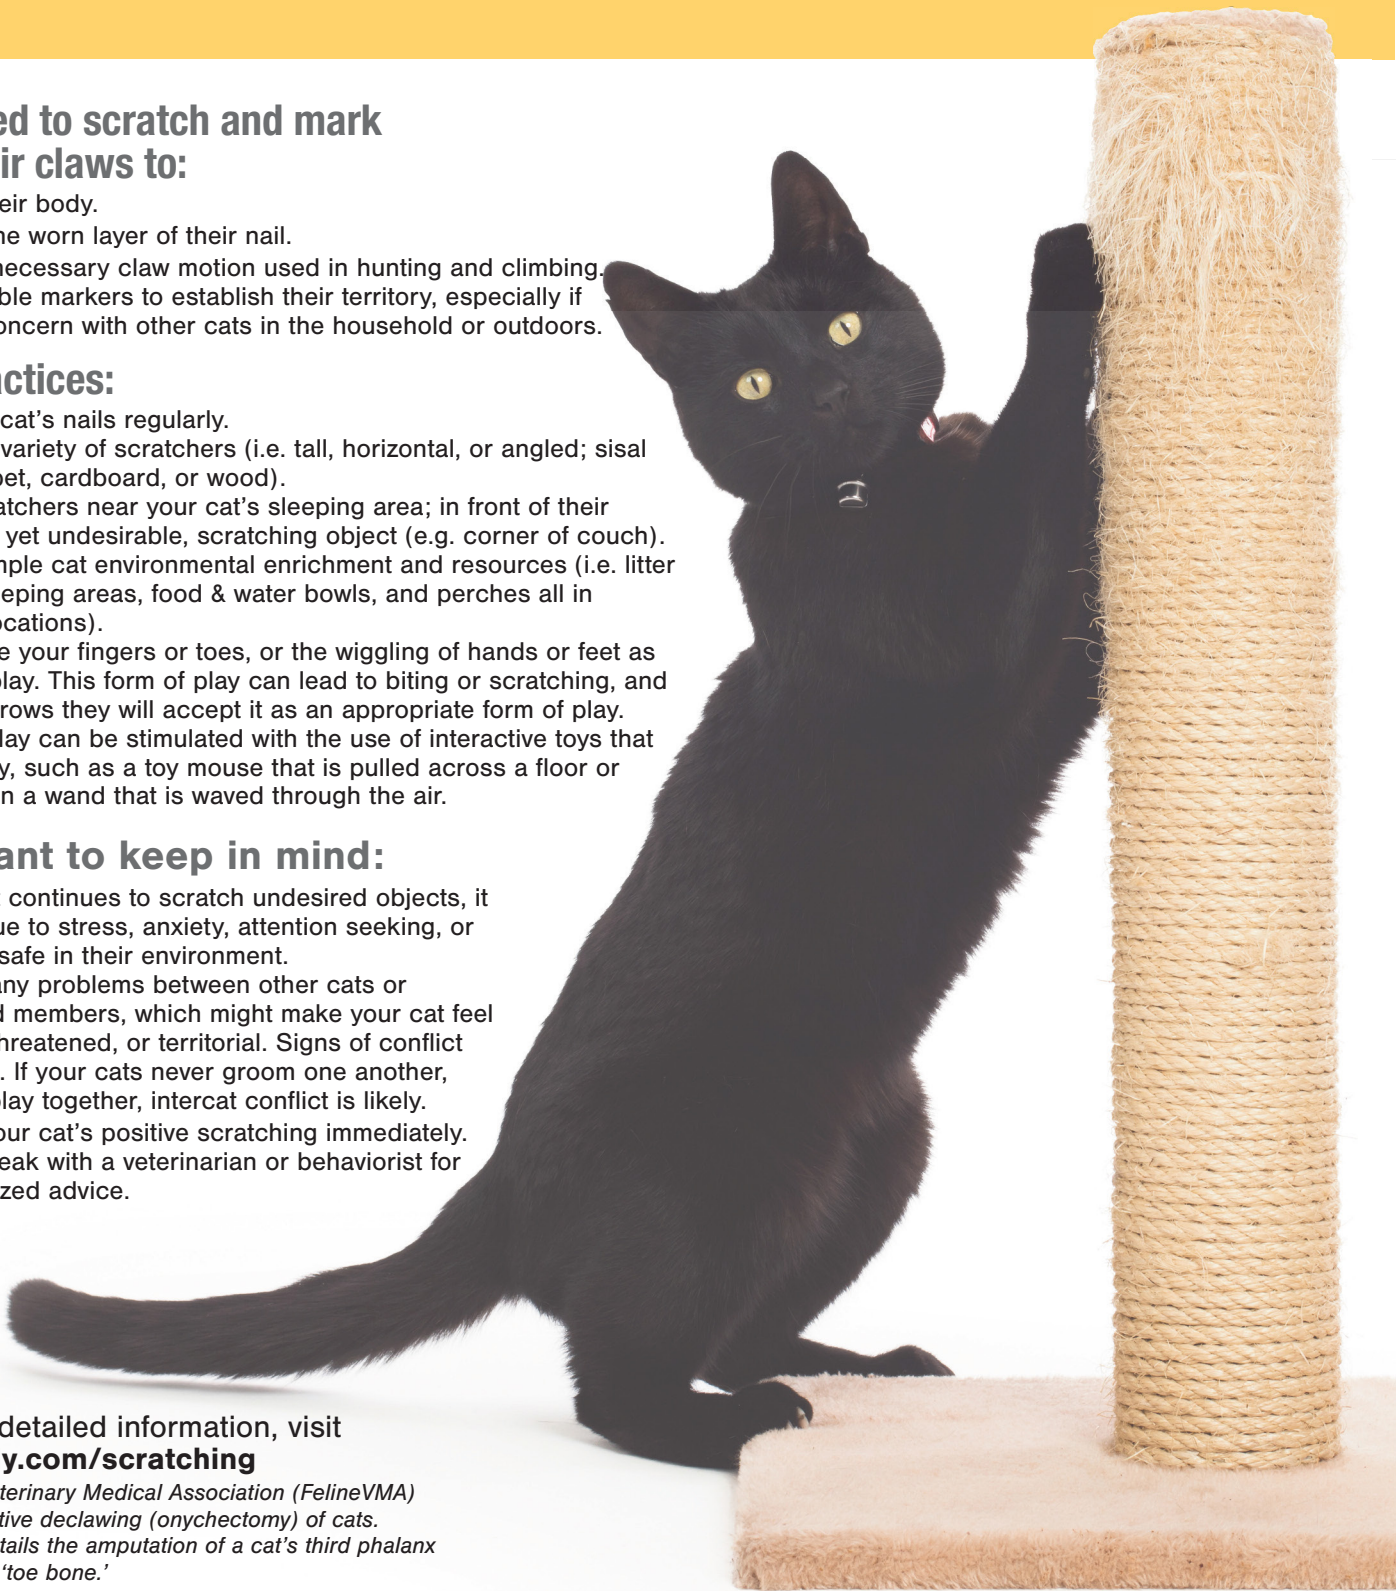 ed to scratch and mark
ir claws to:
eir body.
ne worn layer of their nail.
necessary claw motion used in hunting and climbing.
ble markers to establish their territory, especially if
oncern with other cats in the household or outdoors.
actices:
cat’s nails regularly.
variety of scratchers (i.e. tall, horizontal, or angled; sisal
pet, cardboard, or wood).
atchers near your cat’s sleeping area; in front of their
yet undesirable, scratching object (e.g. corner of couch).
mple cat environmental enrichment and resources (i.e. litter
eping areas, food & water bowls, and perches all in
ocations).
e your fingers or toes, or the wiggling of hands or feet as
play. This form of play can lead to biting or scratching, and
rows they will accept it as an appropriate form of play.
lay can be stimulated with the use of interactive toys that
y, such as a toy mouse that is pulled across a floor or
n a wand that is waved through the air.
ant to keep in mind:
t continues to scratch undesired objects, it
ue to stress, anxiety, attention seeking, or
safe in their environment.
any problems between other cats or
d members, which might make your cat feel
hreatened, or territorial. Signs of conflict
. If your cats never groom one another,
play together, intercat conflict is likely.
our cat’s positive scratching immediately.
eak with a veterinarian or behaviorist for
zed advice.
detailed information, visit
y.com/scratching
terinary Medical Association (FelineVMA)
tive declawing (onychectomy) of cats.
tails the amputation of a cat’s third phalanx
‘toe bone.’